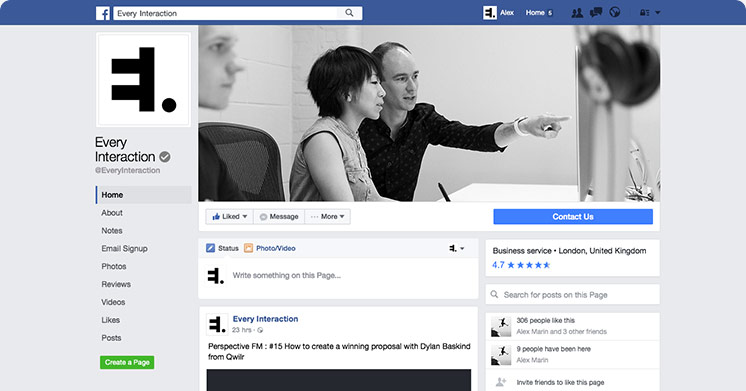 Every Interaction
Alex
Home 5
Every
Interaction
@EveryInteraction
Home
About
Notes
Email Signup
Photos
Reviews
Videos
Likes
Posts
Create a Page
Liked
Message
··· More
Contact Us
Status
Photo/Video
Write something on this Page...
Every Interaction
23 hrs ·
Perspective FM : #15 How to create a winning proposal with Dylan Baskind
from Qwilr
Business service • London, United Kingdom
4.7 ★★★★★
Search for posts on this Page
306 people like this
Alex Marin and 3 other friends
9 people have been here
Alex Marin
Invite friends to like this page